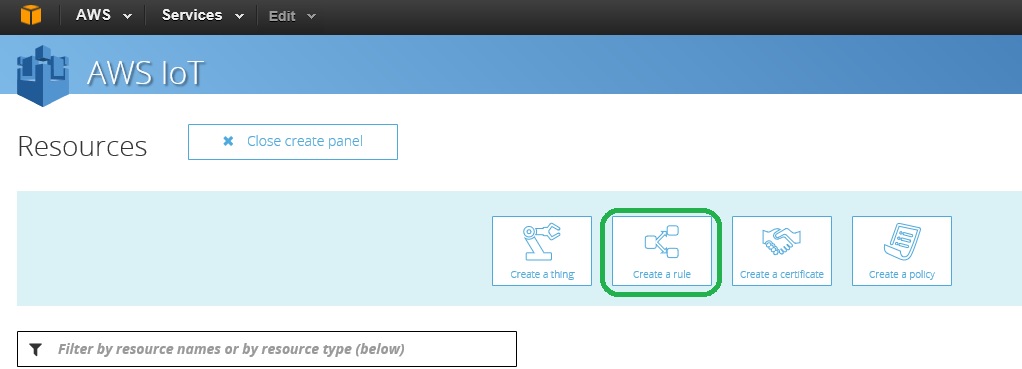 AWS Services Edit
AWS IoT
Resources
✖ Close create panel
Create a thing Create a rule Create a certificate Create a policy
Filter by resource names or by resource type (below)